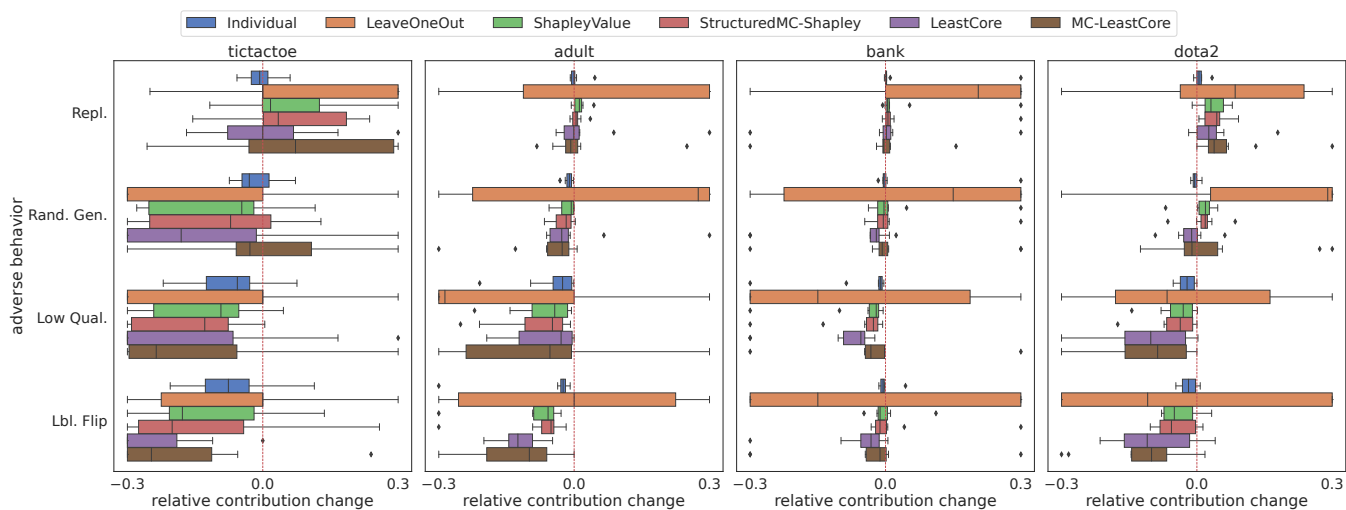 Individual LeaveOneOut ShapleyValue StructuredMC-Shapley LeastCore MC-LeastCore
tictactoe adult bank dota2
adverse behavior
Repl.
Rand. Gen.
Low Qual.
Lbl. Flip
−0.3 0.0 0.3 −0.3 0.0 0.3 −0.3 0.0 0.3 −0.3 0.0 0.3
relative contribution change relative contribution change relative contribution change relative contribution change